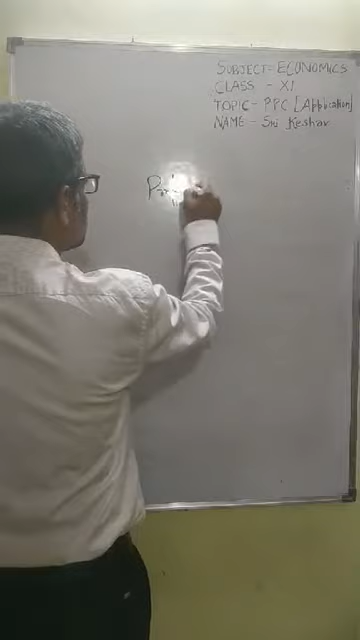 SUBJECT - ECONOMICS
CLASS - XI
TOPIC - PPC [Application]
NAME - Sri Keshav